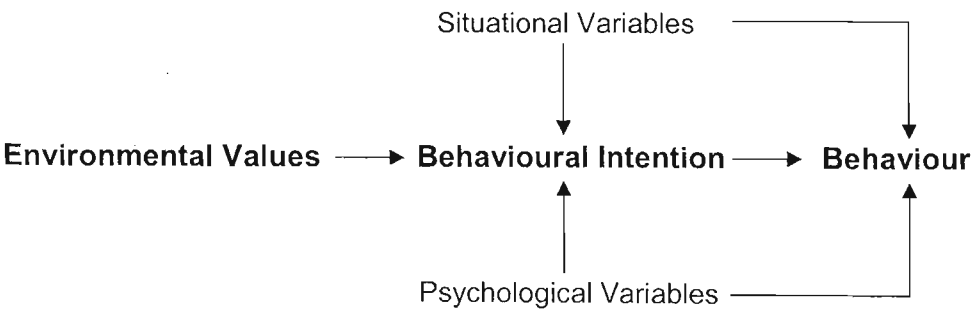 Situational Variables
Environmental Values
Behavioural Intention
Behaviour
Psychological Variables